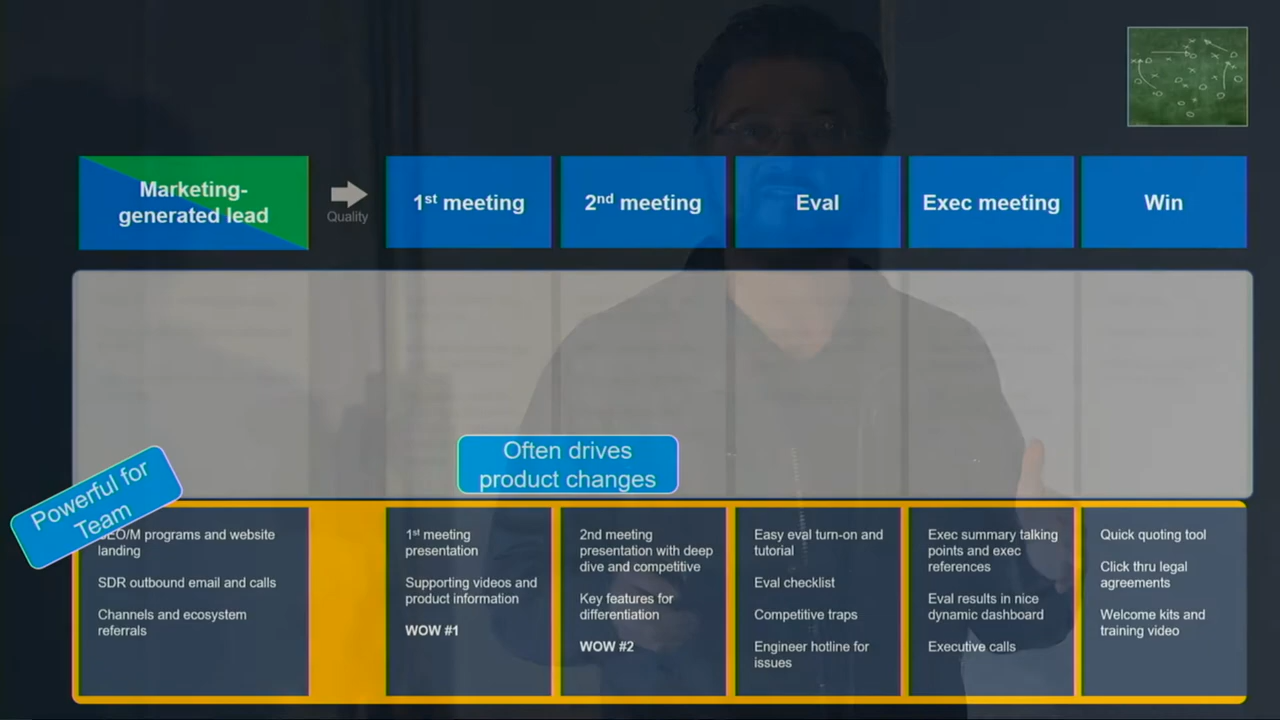 Marketing-
generated lead
Quality
1st meeting
2nd meeting
Eval
Exec meeting
Win
Often drives
product changes
Powerful for
Team
SEO/M programs and website
landing
SDR outbound email and calls
Channels and ecosystem
referrals
1st meeting
presentation
Supporting videos and
product information
WOW #1
2nd meeting
presentation with deep
dive and competitive
Key features for
differentiation
WOW #2
Easy eval turn-on and
tutorial
Eval checklist
Competitive traps
Engineer hotline for
issues
Exec summary talking
points and exec
references
Eval results in nice
dynamic dashboard
Executive calls
Quick quoting tool
Click thru legal
agreements
Welcome kits and
training video